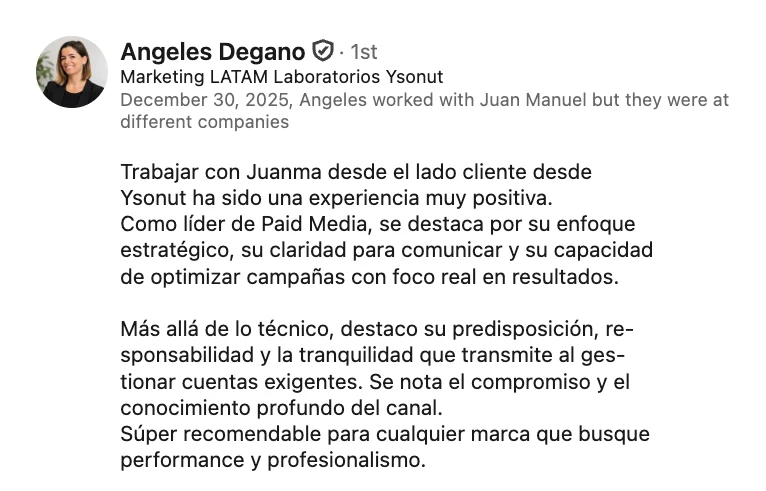 Angeles Degano · 1st
Marketing LATAM Laboratorios Ysonut
December 30, 2025, Angeles worked with Juan Manuel but they were at
different companies
Trabajar con Juanma desde el lado cliente desde
Ysonut ha sido una experiencia muy positiva.
Como líder de Paid Media, se destaca por su enfoque
estratégico, su claridad para comunicar y su capacidad
de optimizar campañas con foco real en resultados.
Más allá de lo técnico, destaco su predisposición, re-
sponsabilidad y la tranquilidad que transmite al ges-
tionar cuentas exigentes. Se nota el compromiso y el
conocimiento profundo del canal.
Súper recomendable para cualquier marca que busque
performance y profesionalismo.